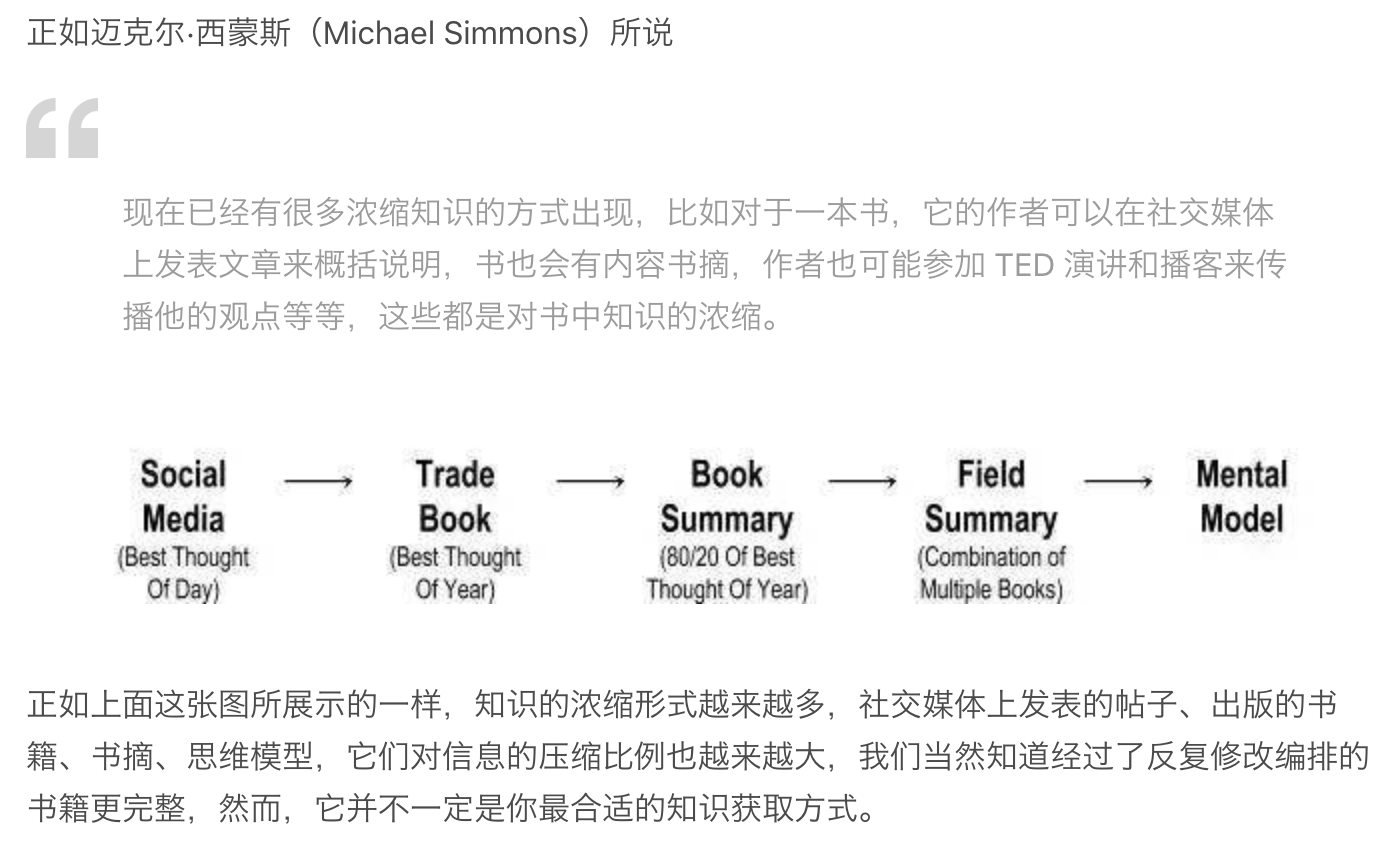 正如迈克尔·西蒙斯（Michael Simmons）所说
现在已经有很多浓缩知识的方式出现，比如对于一本书，它的作者可以在社交媒体
上发表文章来概括说明，书也会有内容书摘，作者也可能参加 TED 演讲和播客来传
播他的观点等等，这些都是对书中知识的浓缩。
Social Media
(Best Thought Of Day)
Trade Book
(Best Thought Of Year)
Book Summary
(80/20 Of Best Thought Of Year)
Field Summary
(Combination of Multiple Books)
Mental Model
正如上面这张图所展示的一样，知识的浓缩形式越来越多，社交媒体上发表的帖子、出版的书
籍、书摘、思维模型，它们对信息的压缩比例也越来越大，我们当然知道经过了反复修改编排的
书籍更完整，然而，它并不一定是你最合适的知识获取方式。